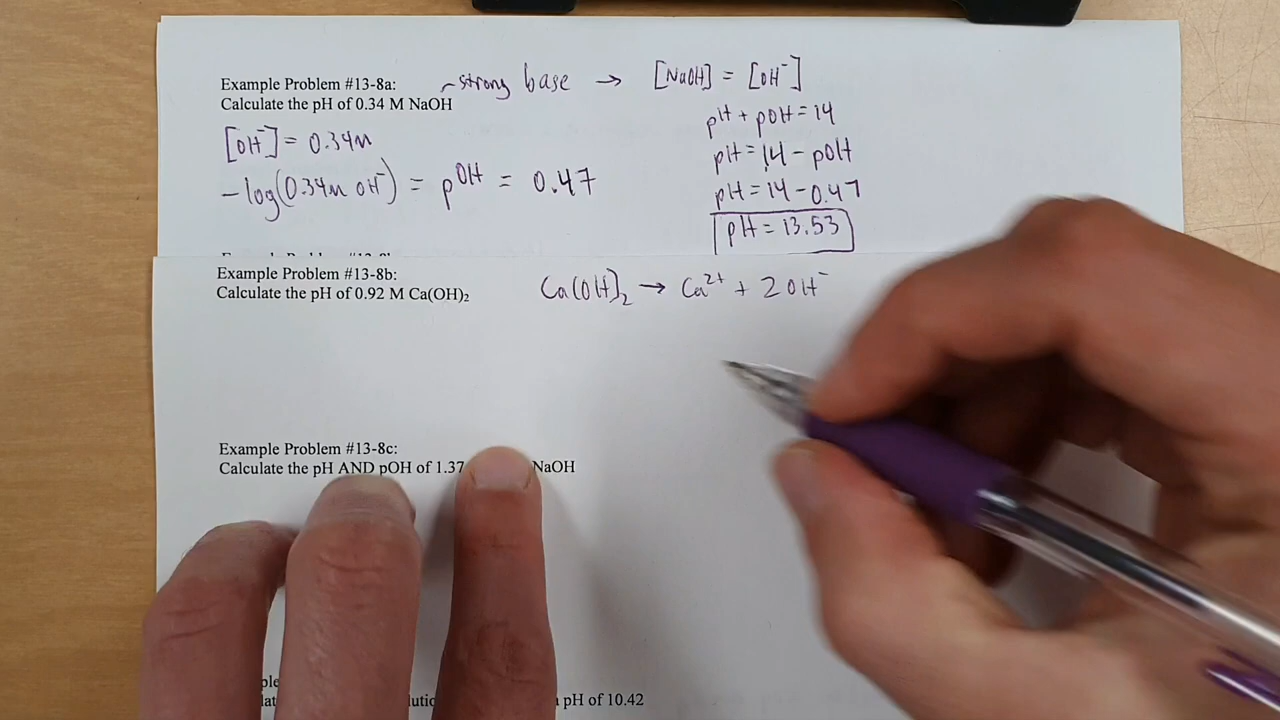 Example Problem #13-8a: ~strong base → [NaOH] = [OH⁻]
Calculate the pH of 0.34 M NaOH
pH + pOH = 14
[OH⁻] = 0.34M
pH = 14 - pOH
-log(0.34M OH⁻) = pOH = 0.47
pH = 14 - 0.47
pH = 13.53
Example Problem #13-8b:
Calculate the pH of 0.92 M Ca(OH)₂
Ca(OH)₂ → Ca²⁺ + 2OH⁻
Example Problem #13-8c:
Calculate the pH AND pOH of 1.37 NaOH
pH of 10.42